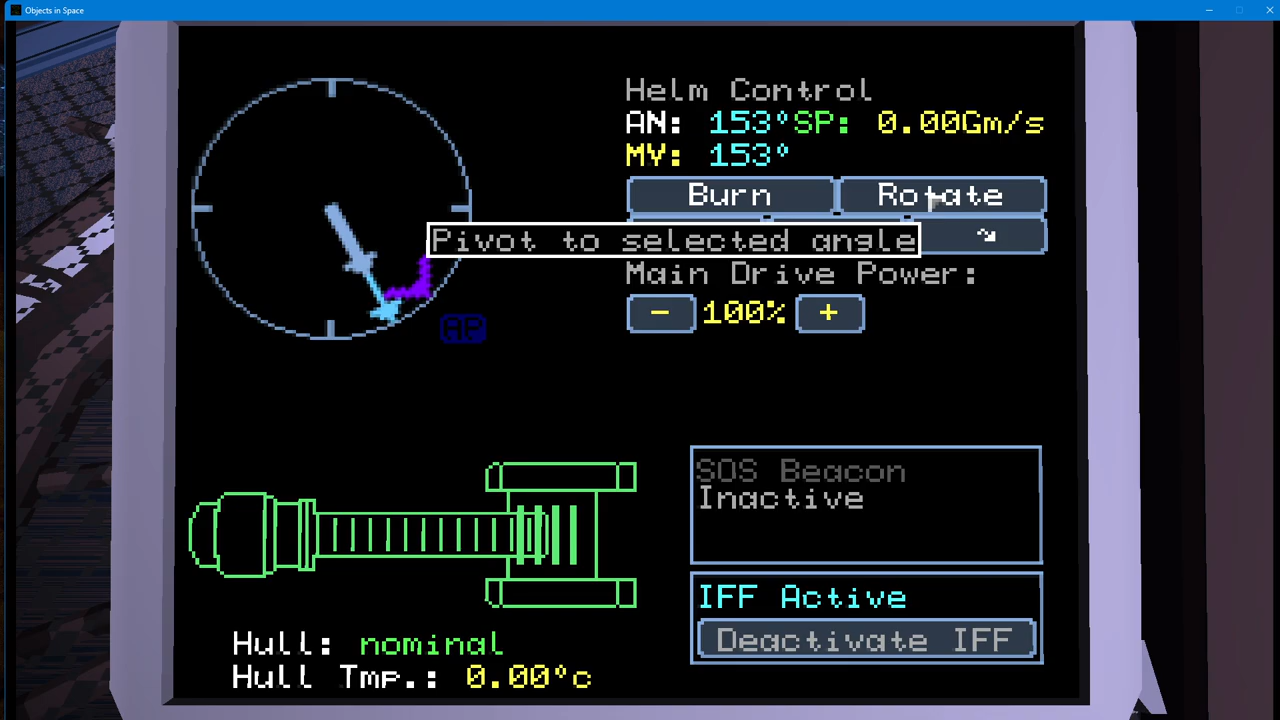 Objects in Space
Helm Control
AN: 153° SP: 0.00Gm/s
MV: 153°
Burn
Rotate
Pivot to selected angle
Main Drive Power:
- 100% +
AP
SOS Beacon
Inactive
IFF Active
Deactivate IFF
Hull: nominal
Hull Tmp.: 0.00°c